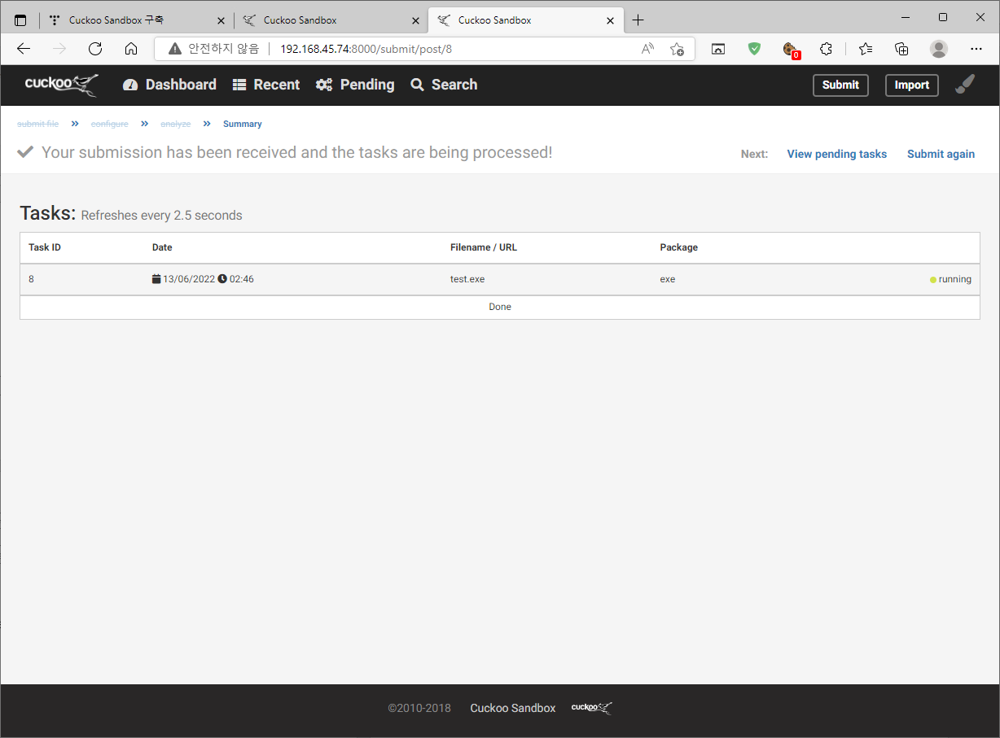 Cuckoo Sandbox 구축 Cuckoo Sandbox Cuckoo Sandbox
안전하지 않음 192.168.45.74:8000/submit/post/8 0
cuckoo Dashboard Recent Pending Search Submit Import
submit file » configure » analyze » Summary
Your submission has been received and the tasks are being processed! Next: View pending tasks Submit again
Tasks: Refreshes every 2.5 seconds
Task ID Date Filename / URL Package
8 13/06/2022 02:46 test.exe exe running
Done
©2010-2018 Cuckoo Sandbox cuckoo